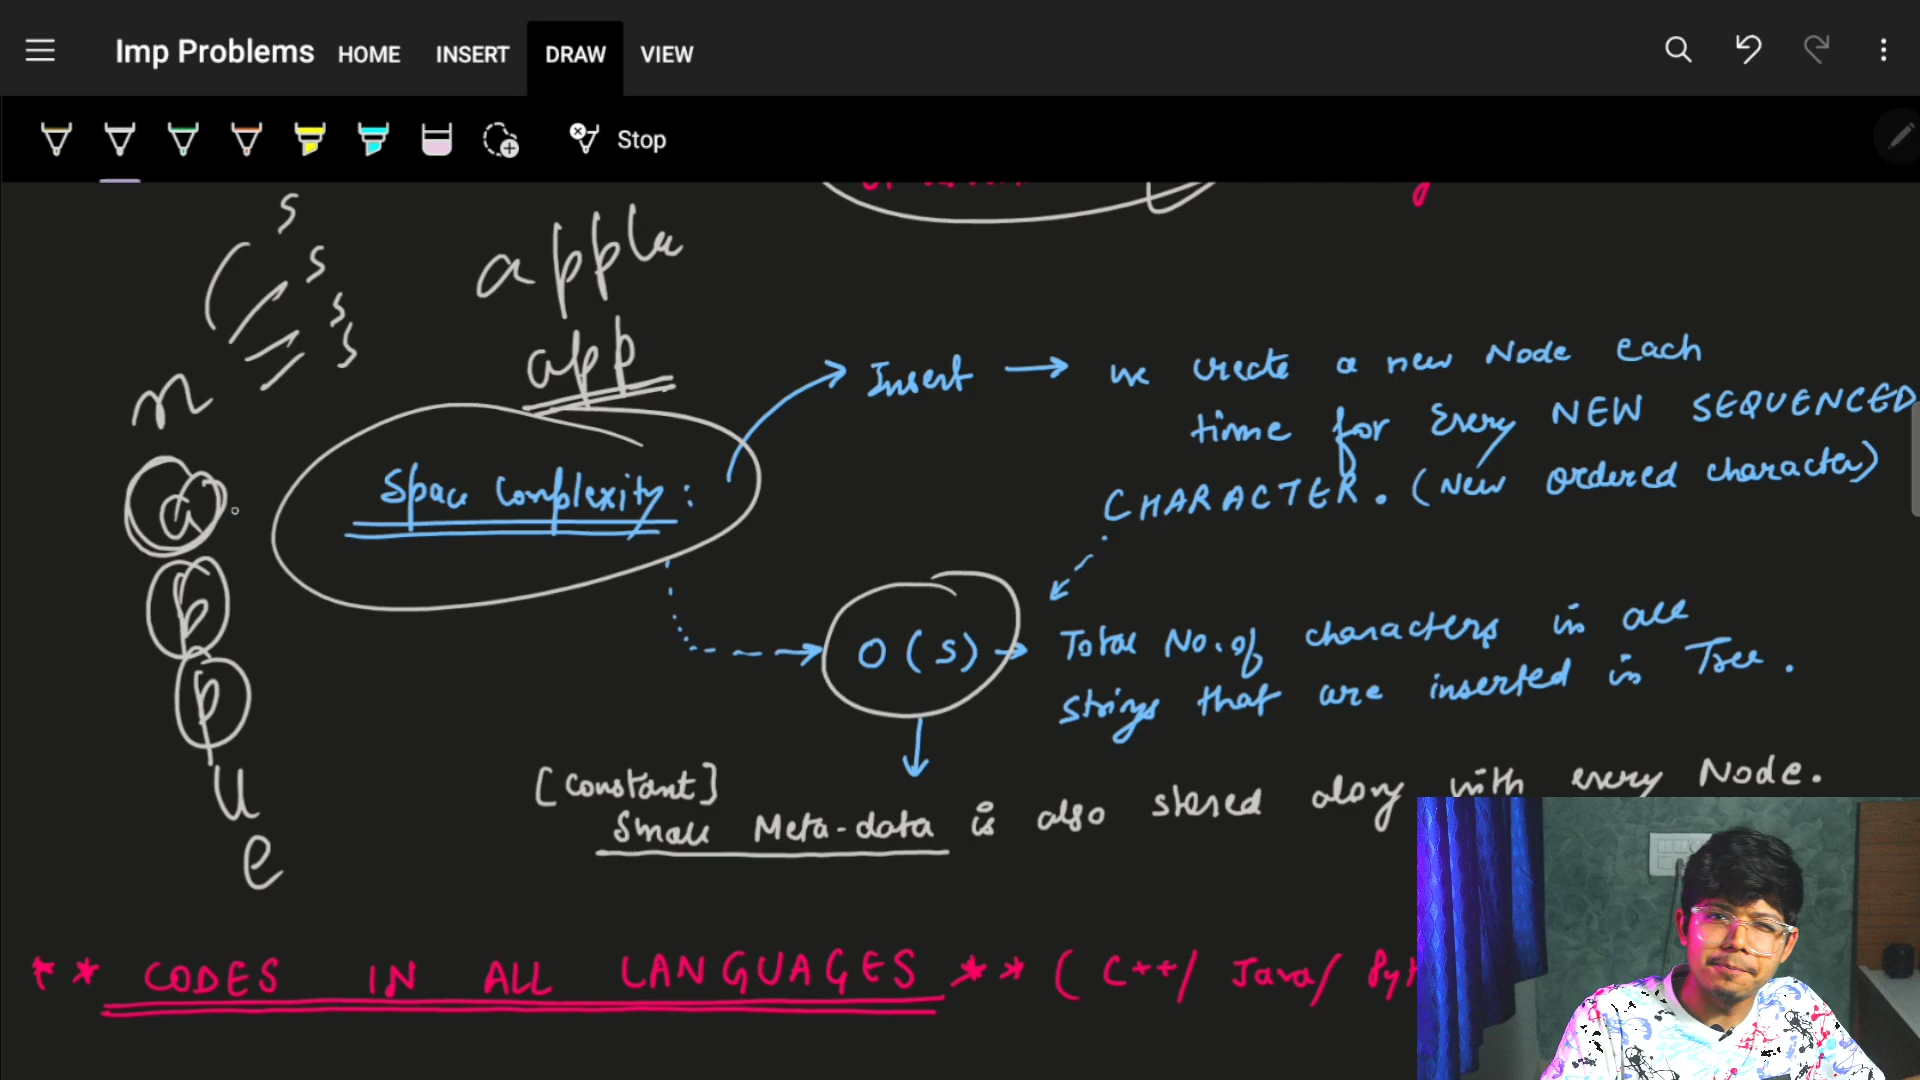 Imp Problems HOME INSERT DRAW VIEW
Stop
s
s
s
s
apple
app
n
a
p
p
l
e
Space Complexity :
Insert → we create a new Node each
time for Every NEW SEQUENCED
CHARACTER. (New ordered character)
O(S) → Total No. of characters in all
strings that are inserted in Tree.
[Constant]
Small Meta-data is also stored along with every Node.
** CODES IN ALL LANGUAGES ** ( C++/ Java/ Pyt